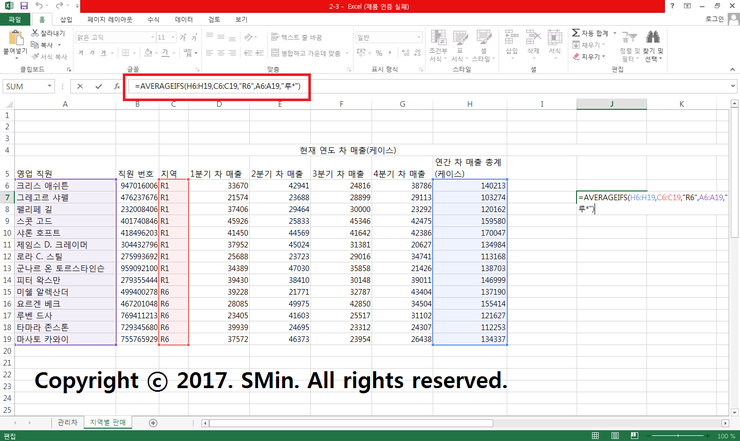 2-3 - Excel (제품 인증 실패)
파일 홈 삽입 페이지 레이아웃 수식 데이터 검토 보기 로그인
붙여넣기 잘라내기 복사 서식 복사 클립보드
맑은 고딕 11 글꼴
텍스트 줄 바꿈 병합하고 가운데 맞춤 맞춤
표시 형식
조건부 서식 표 서식 셀 스타일 스타일
삽입 삭제 서식 셀
자동 합계 채우기 지우기 정렬 및 필터 찾기 및 선택 편집
SUM =AVERAGEIFS(H6:H19,C6:C19,"R6",A6:A19,"루*")
A B C D E F G H I J K
1
2
3
4 현재 연도 차 매출(케이스)
5 영업 직원 직원 번호 지역 1분기 차 매출 2분기 차 매출 3분기 차 매출 4분기 차 매출 연간 차 매출 총계 (케이스)
6 크리스 애쉬튼 947016006 R1 33670 42941 24816 38786 140213
7 그레고르 샤펠 476237676 R1 21574 23688 28899 29113 103274 =AVERAGEIFS(H6:H19,C6:C19,"R6",A6:A19,"
8 펠리페 길 232008406 R1 37406 29464 30000 23292 120162 루*")
9 스콧 고드 401740846 R1 45926 25833 45346 42475 159580
10 샤론 호프트 418496203 R1 41450 44569 41642 42386 170047
11 제임스 D. 크레이머 304432796 R1 37952 45024 31381 20627 134984
12 로라 C. 스틸 275993692 R1 25688 23723 29016 34741 113168
13 군나르 온 토르스타인슨 959092100 R1 34389 47030 35858 21426 138703
14 피터 왁스만 279355444 R1 39430 38410 30148 39011 146999
15 미쉘 알렉산더 499400278 R6 39228 21771 32787 43404 137190
16 요르겐 베크 467201048 R6 28085 49975 42850 34504 155414
17 루벤 드사 769411213 R6 23405 41603 25517 31102 121627
18 타마라 존스톤 729345680 R6 39939 24695 23312 24307 112253
19 마사토 카와이 755765929 R6 37572 46373 23954 26438 134337
20
21
22
23
24
25
Copyright ⓒ 2017. SMin. All rights reserved.
관리자 지역별 판매
편집 100 %